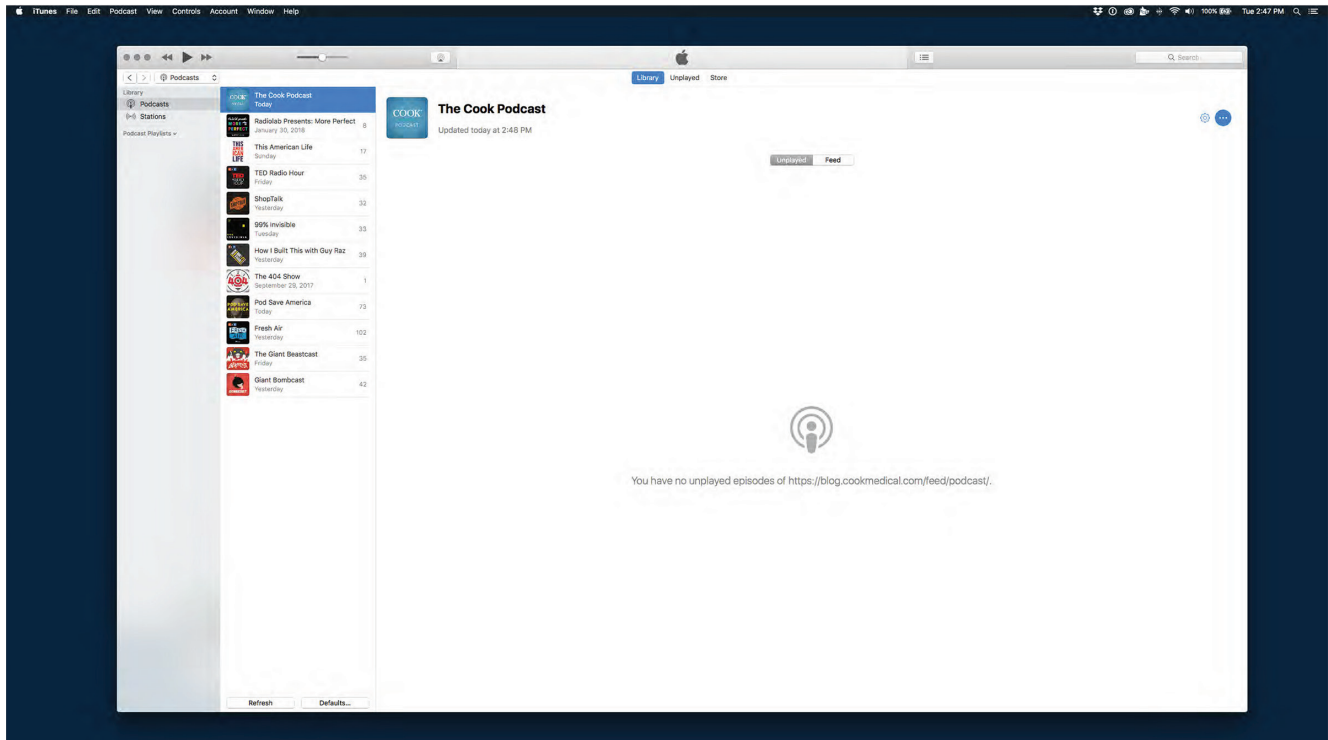 iTunes File Edit Podcast View Controls Account Window Help
100% Tue 2:47 PM
Search
Podcasts
Library Unplayed Store
Library
Podcasts
Stations
Podcast Playlists
The Cook Podcast
Today
Radiolab Presents: More Perfect
January 30, 2018
8
This American Life
Sunday
17
TED Radio Hour
Friday
35
ShopTalk
Yesterday
32
99% Invisible
Tuesday
33
How I Built This with Guy Raz
Yesterday
39
The 404 Show
September 29, 2017
1
Pod Save America
Today
73
Fresh Air
Yesterday
102
The Giant Beastcast
Friday
35
Giant Bombcast
Yesterday
42
Refresh Defaults...
COOK
PODCAST
The Cook Podcast
Updated today at 2:48 PM
Unplayed Feed
You have no unplayed episodes of https://blog.cookmedical.com/feed/podcast/.